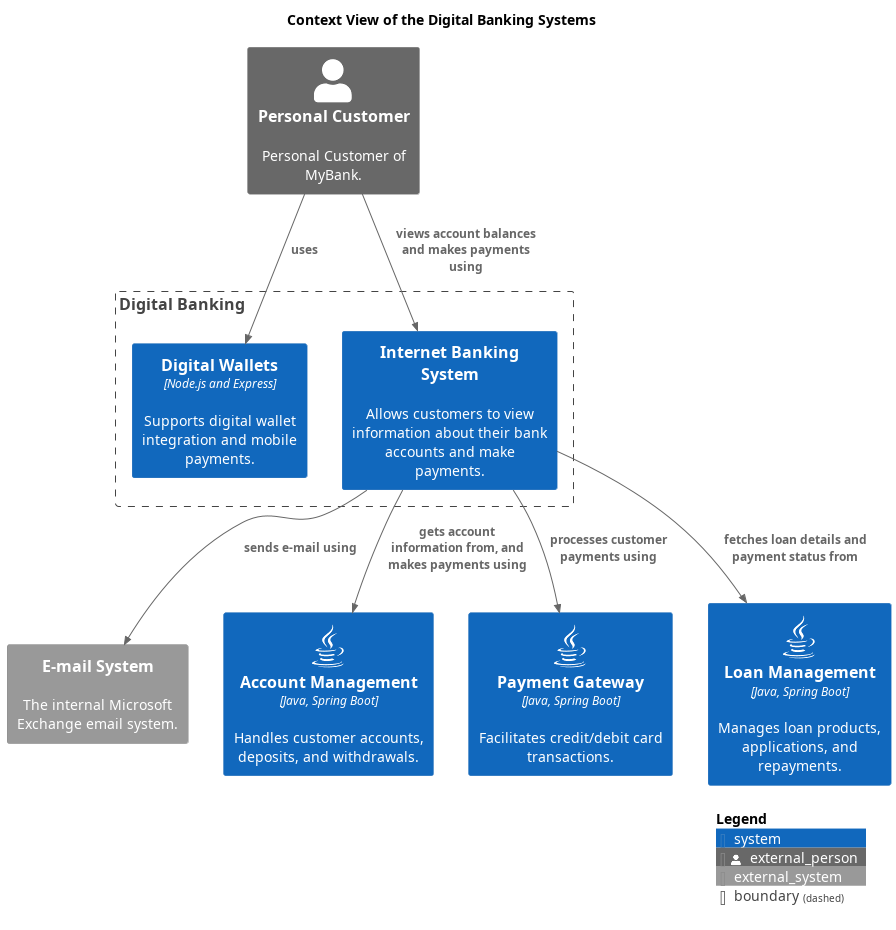 Context View of the Digital Banking Systems
Personal Customer
Personal Customer of
MyBank.
uses
views account balances
and makes payments
using
Digital Banking
Digital Wallets
[Node.js and Express]
Supports digital wallet
integration and mobile
payments.
Internet Banking
System
Allows customers to view
information about their bank
accounts and make
payments.
sends e-mail using
gets account
information from, and
makes payments using
processes customer
payments using
fetches loan details and
payment status from
E-mail System
The internal Microsoft
Exchange email system.
Account Management
[Java, Spring Boot]
Handles customer accounts,
deposits, and withdrawals.
Payment Gateway
[Java, Spring Boot]
Facilitates credit/debit card
transactions.
Loan Management
[Java, Spring Boot]
Manages loan products,
applications, and
repayments.
Legend
system
external_person
external_system
boundary (dashed)